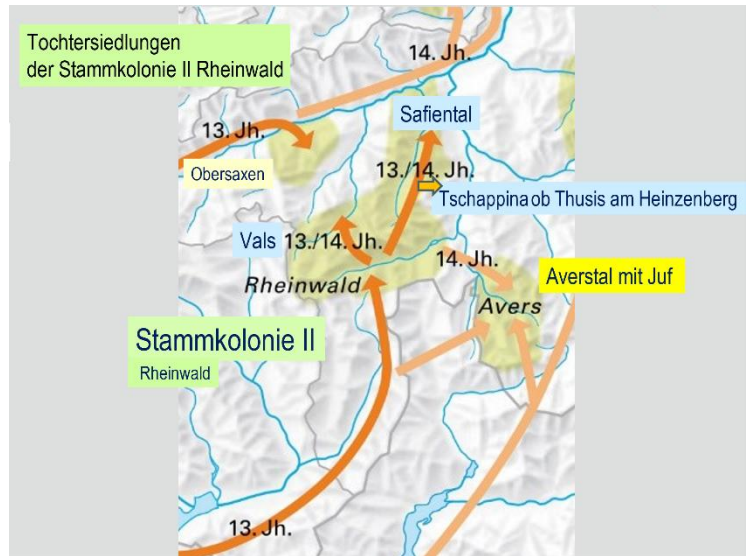 Tochtersiedlungen
der Stammkolonie II Rheinwald
14. Jh.
13. Jh.
Safiental
Obersaxen
13./14. Jh.
Tschappina ob Thusis am Heinzenberg
Vals 13./14. Jh.
14. Jh.
Rheinwald
Averstal mit Juf
Avers
Stammkolonie II
Rheinwald
13. Jh.